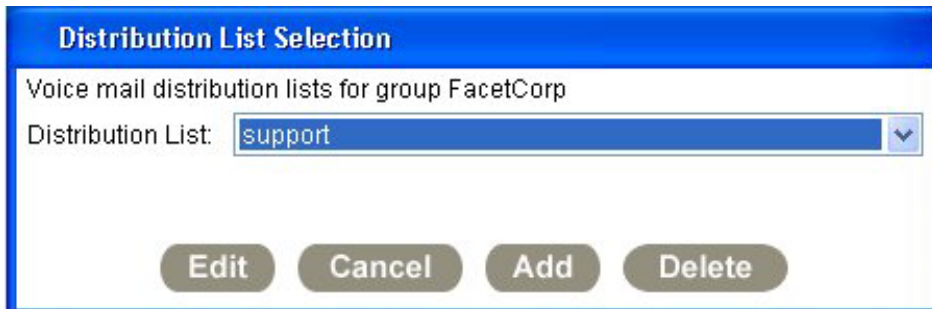 Distribution List Selection
Voice mail distribution lists for group FacetCorp
Distribution List: support
Edit Cancel Add Delete